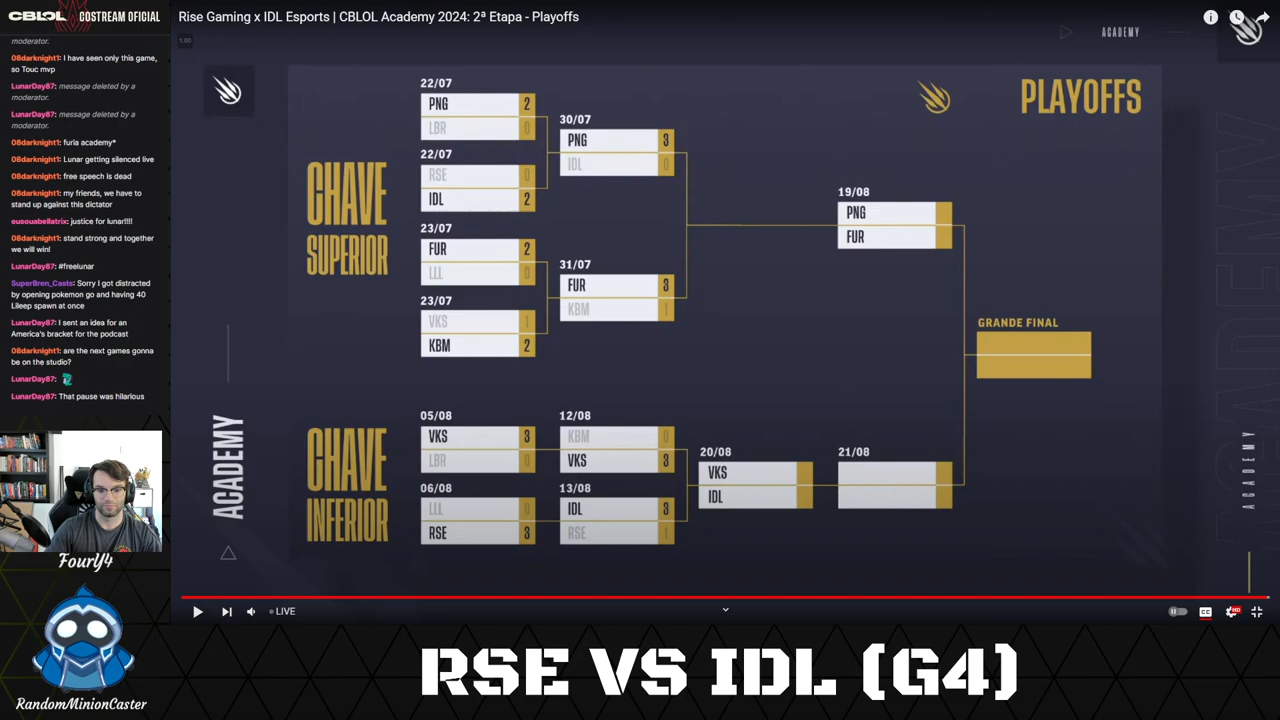 CBLOL COSTREAM OFICIAL
moderator.
08darknight1: I have seen only this game,
so Touc mvp
LunarDay87: message deleted by a
moderator.
LunarDay87: message deleted by a
moderator.
08darknight1: furia academy*
08darknight1: Lunar getting silenced live
08darknight1: free speech is dead
08darknight1: my friends, we have to
stand up against this dictator
eusouabellatrix: justice for lunar!!!!
08darknight1: stand strong and together
we will win!
LunarDay87: #freelunar
SuperBren_Casts: Sorry I got distracted
by opening pokemon go and having 40
Lileep spawn at once
LunarDay87: I sent an idea for an
America's bracket for the podcast
08darknight1: are the next games gonna
be on the studio?
LunarDay87:
LunarDay87: That pause was hilarious
FourlY4
RandomMinionCaster
Rise Gaming x IDL Esports | CBLOL Academy 2024: 2ª Etapa - Playoffs
1.00
ACADEMY
PLAYOFFS
CHAVE
SUPERIOR
22/07
PNG 2
LBR 0
22/07
RSE 0
IDL 2
23/07
FUR 2
LLL 0
23/07
VKS 1
KBM 2
30/07
PNG 3
IDL 0
31/07
FUR 3
KBM 1
19/08
PNG
FUR
GRANDE FINAL
ACADEMY
CHAVE
INFERIOR
05/08
VKS 3
LBR 0
06/08
LLL 0
RSE 3
12/08
KBM 0
VKS 3
13/08
IDL 3
RSE 1
20/08
VKS
IDL
21/08
ACADEMY
ACADEMY
LIVE
CC
HD
RSE VS IDL (G4)